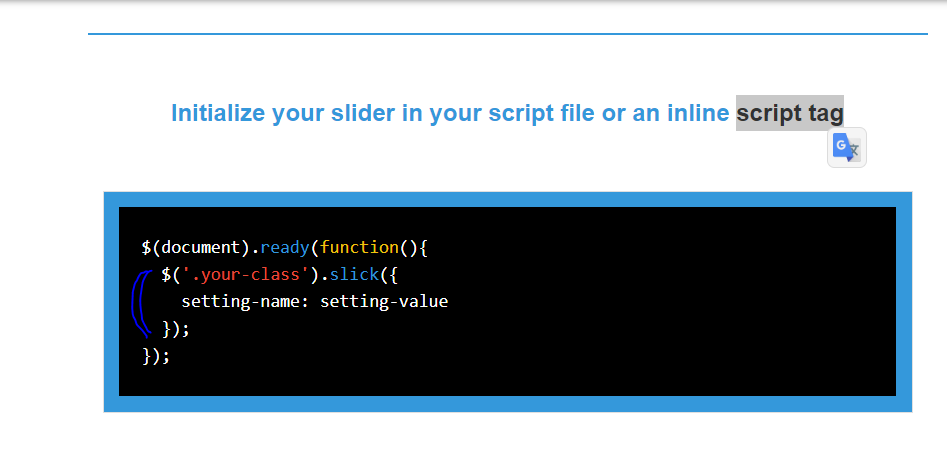 Initialize your slider in your script file or an inline script tag
G 文
$(document).ready(function(){
  $('.your-class').slick({
    setting-name: setting-value
  });
});